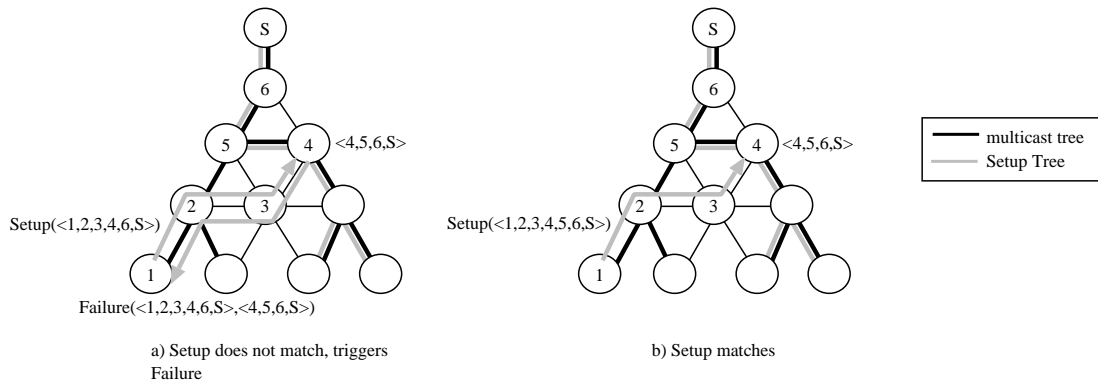 S
S
6
6
5
4
<4,5,6,S>
5
4
<4,5,6,S>
multicast tree
Setup Tree
2
3
2
3
Setup(<1,2,3,4,6,S>)
Setup(<1,2,3,4,5,6,S>)
1
1
Failure(<1,2,3,4,6,S>,<4,5,6,S>)
a) Setup does not match, triggers
Failure
b) Setup matches